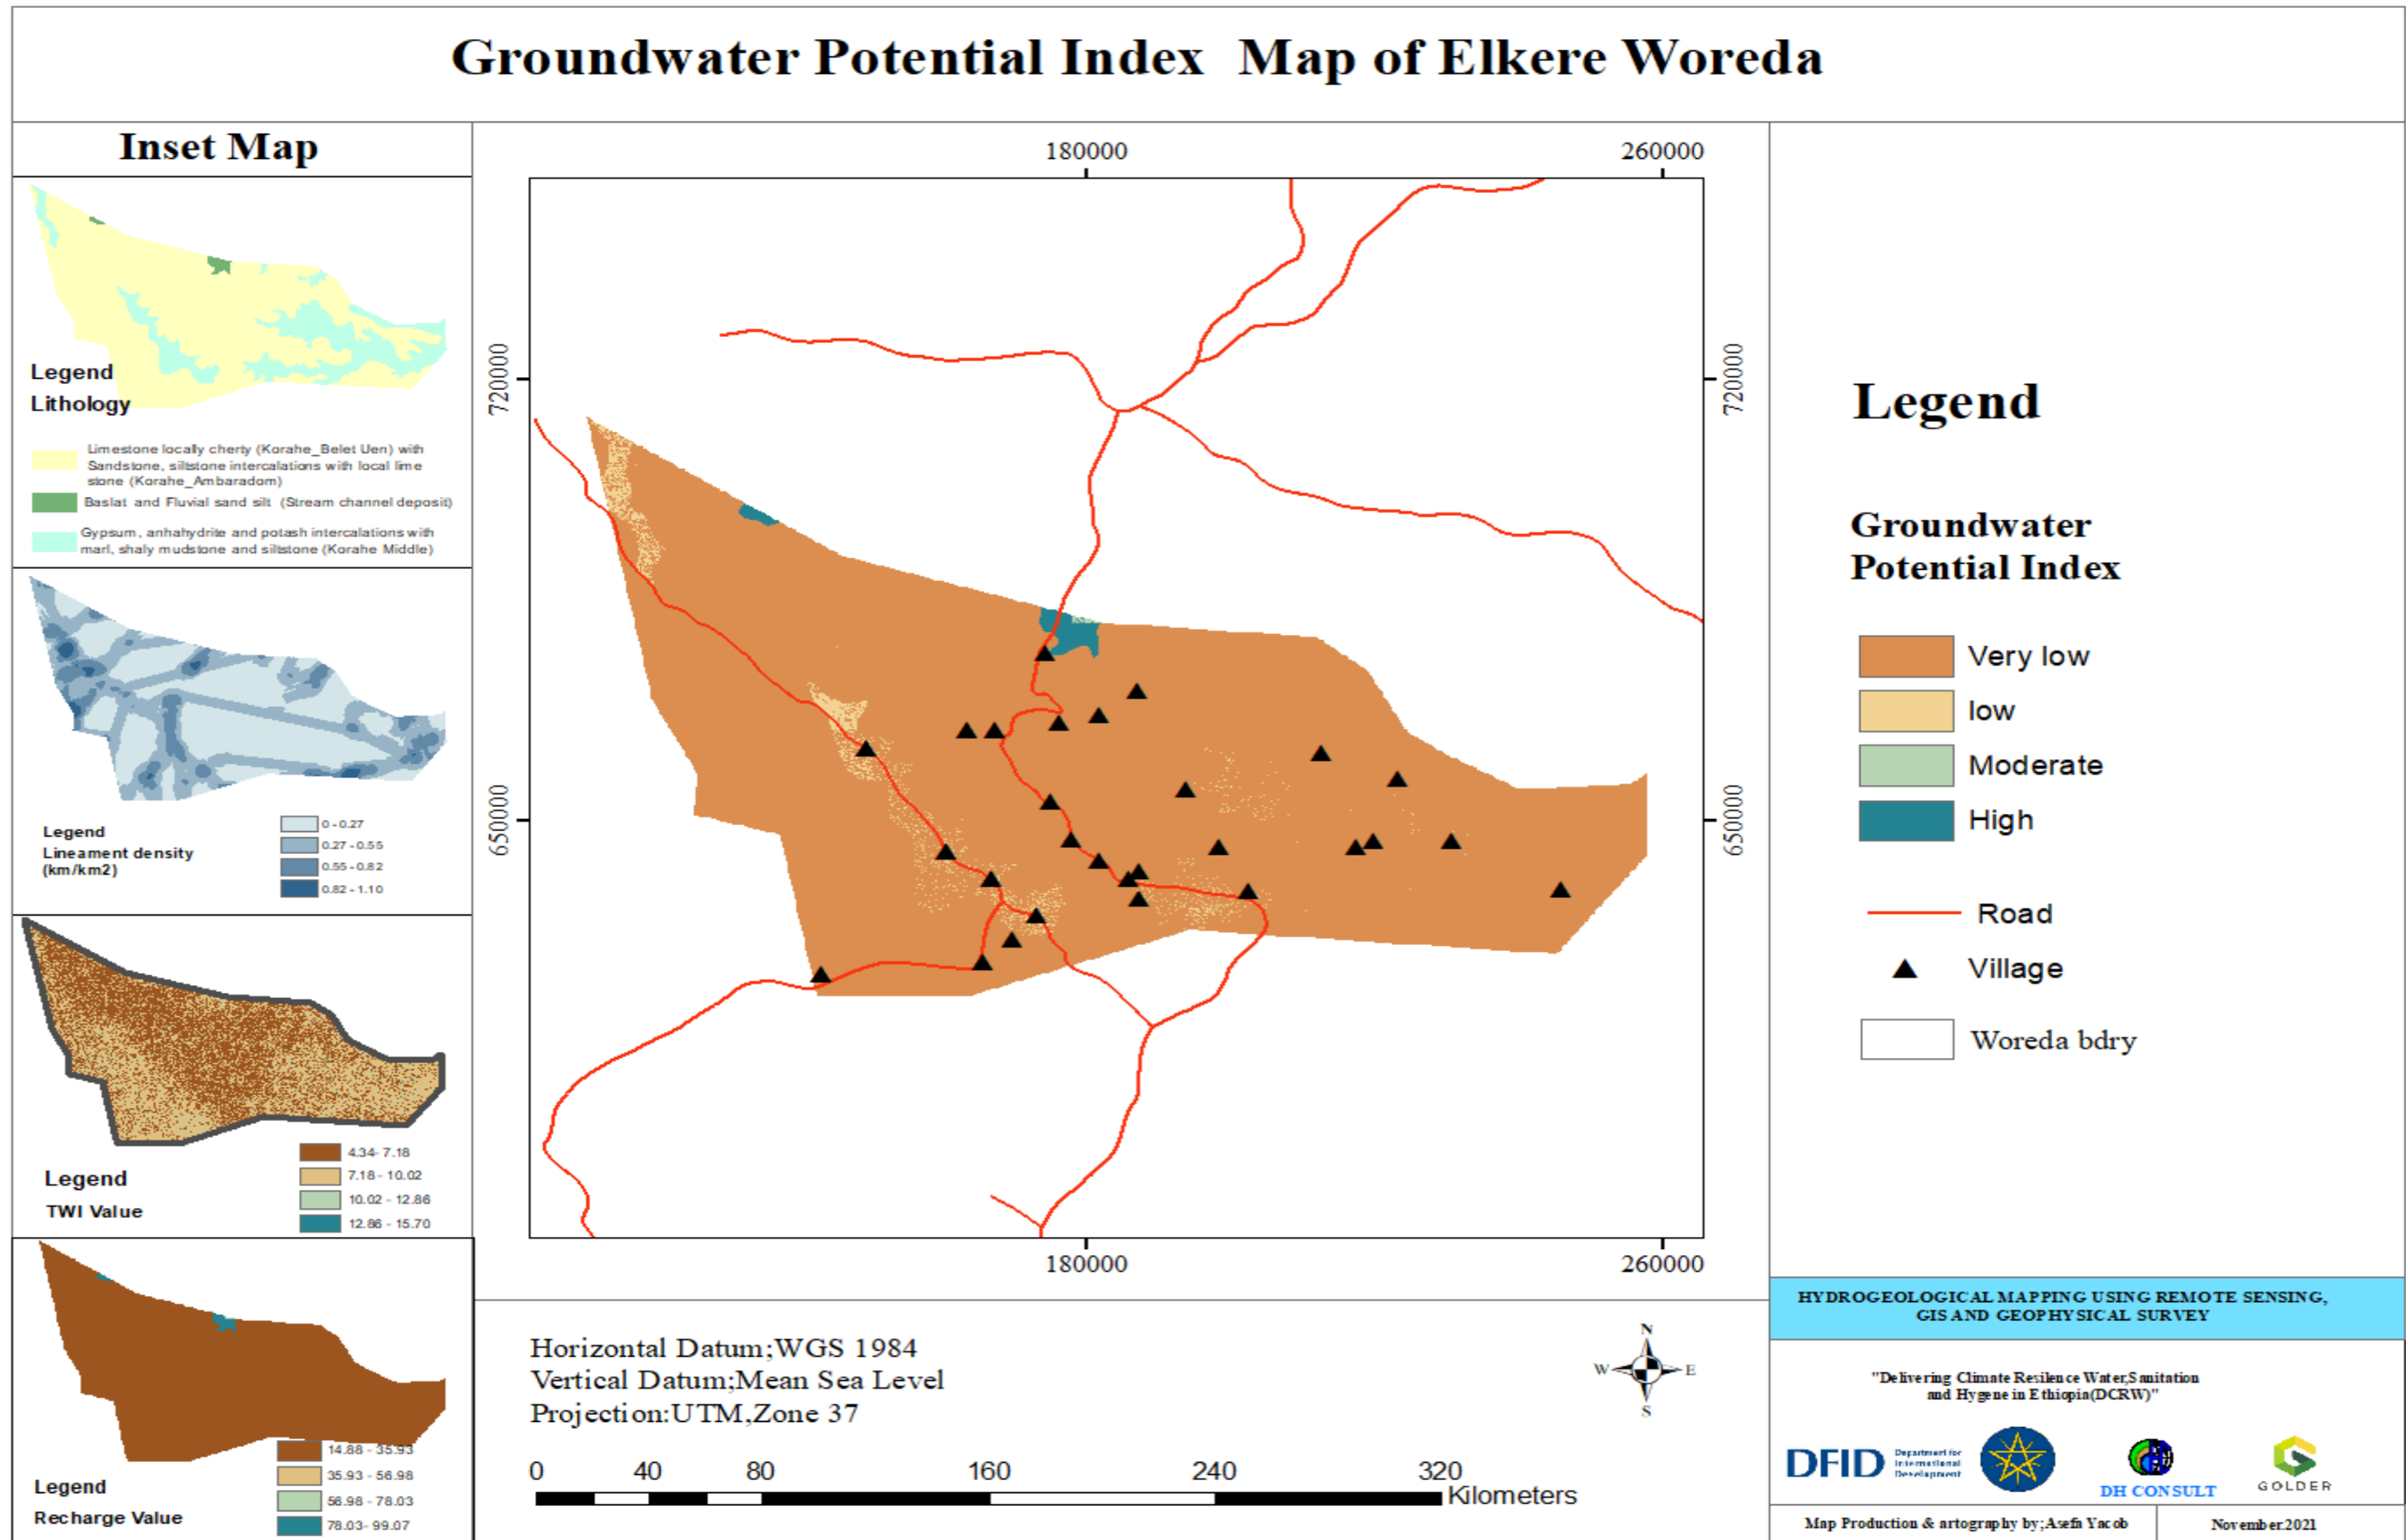 Groundwater Potential Index Map of Elkere Woreda
Inset Map
Legend
Lithology
Limestone locally cherty (Korahe_Belet Uen) with
Sandstone, siltstone intercalations with local lime
stone (Korahe_Ambaradom)
Baslat and Fluvial sand silt (Stream channel deposit)
Gypsum, anhahydrite and potash intercalations with
marl, shaly mudstone and siltstone (Korahe Middle)
Legend
Lineament density
(km/km2)
0 - 0.27
0.27 - 0.55
0.55 - 0.82
0.82 - 1.10
Legend
TWI Value
4.34- 7.18
7.18 - 10.02
10.02 - 12.86
12.86 - 15.70
Legend
Recharge Value
14.88 - 35.93
35.93 - 56.98
56.98 - 78.03
78.03- 99.07
180000
260000
720000
720000
650000
650000
180000
260000
Horizontal Datum;WGS 1984
Vertical Datum;Mean Sea Level
Projection:UTM,Zone 37
N
W
E
S
0 40 80 160 240 320
Kilometers
Legend
Groundwater
Potential Index
Very low
low
Moderate
High
Road
Village
Woreda bdry
HYDROGEOLOGICAL MAPPING USING REMOTE SENSING,
GIS AND GEOPHYSICAL SURVEY
"Delivering Climate Resilence Water,Sanitation
and Hygene in Ethiopia(DCRW)"
DFID
Department for
International
Development
DH CONSULT
GOLDER
Map Production & artography by;Asefa Yacob
November.2021